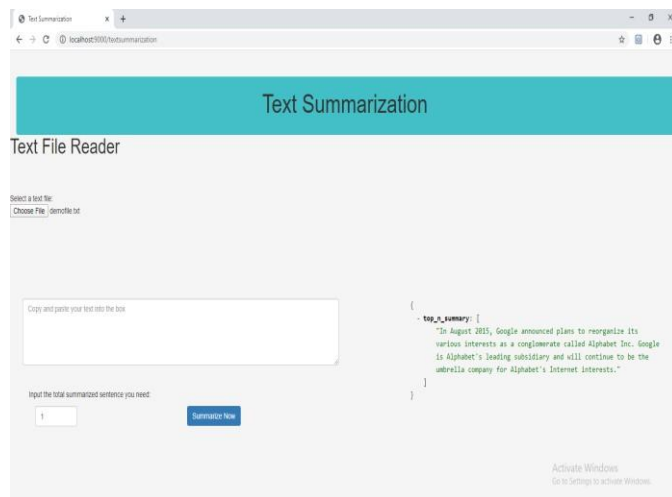 Text Summarization
localhost:9000/textsummarization
Text Summarization
Text File Reader
Select a text file:
Choose File demofile.txt
Copy and paste your text into the box
{
- top_n_summary: [
"In August 2015, Google announced plans to reorganize its
various interests as a conglomerate called Alphabet Inc. Google
is Alphabet's leading subsidiary and will continue to be the
umbrella company for Alphabet's Internet interests."
]
}
Input the total summarized sentence you need:
1
Summarize Now
Activate Windows
Go to Settings to activate Windows.